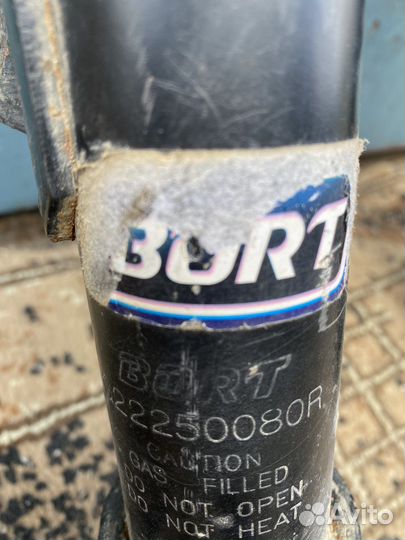 BORT
BORT
22250080R
CAUTION
GAS FILLED
DO NOT OPEN
DO NOT HEAT
Avito